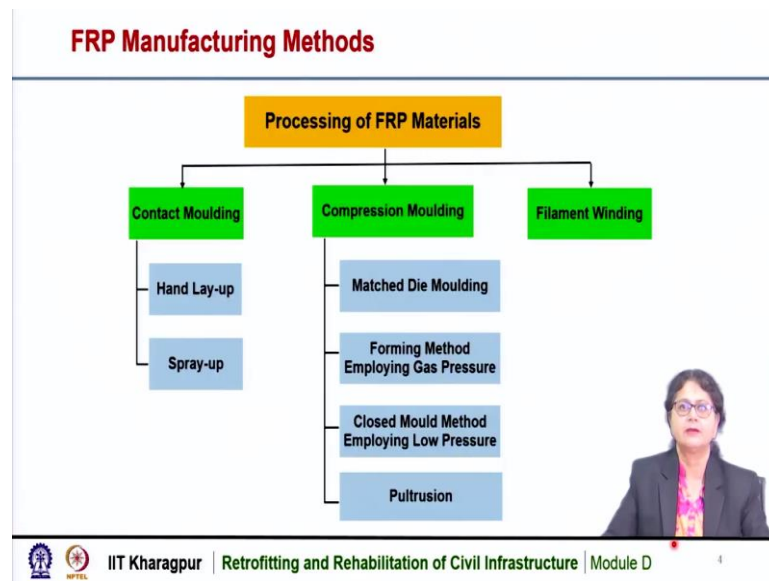 FRP Manufacturing Methods
Processing of FRP Materials
Contact Moulding
Compression Moulding
Filament Winding
Hand Lay-up
Spray-up
Matched Die Moulding
Forming Method
Employing Gas Pressure
Closed Mould Method
Employing Low Pressure
Pultrusion
NPTEL
IIT Kharagpur | Retrofitting and Rehabilitation of Civil Infrastructure | Module D
4